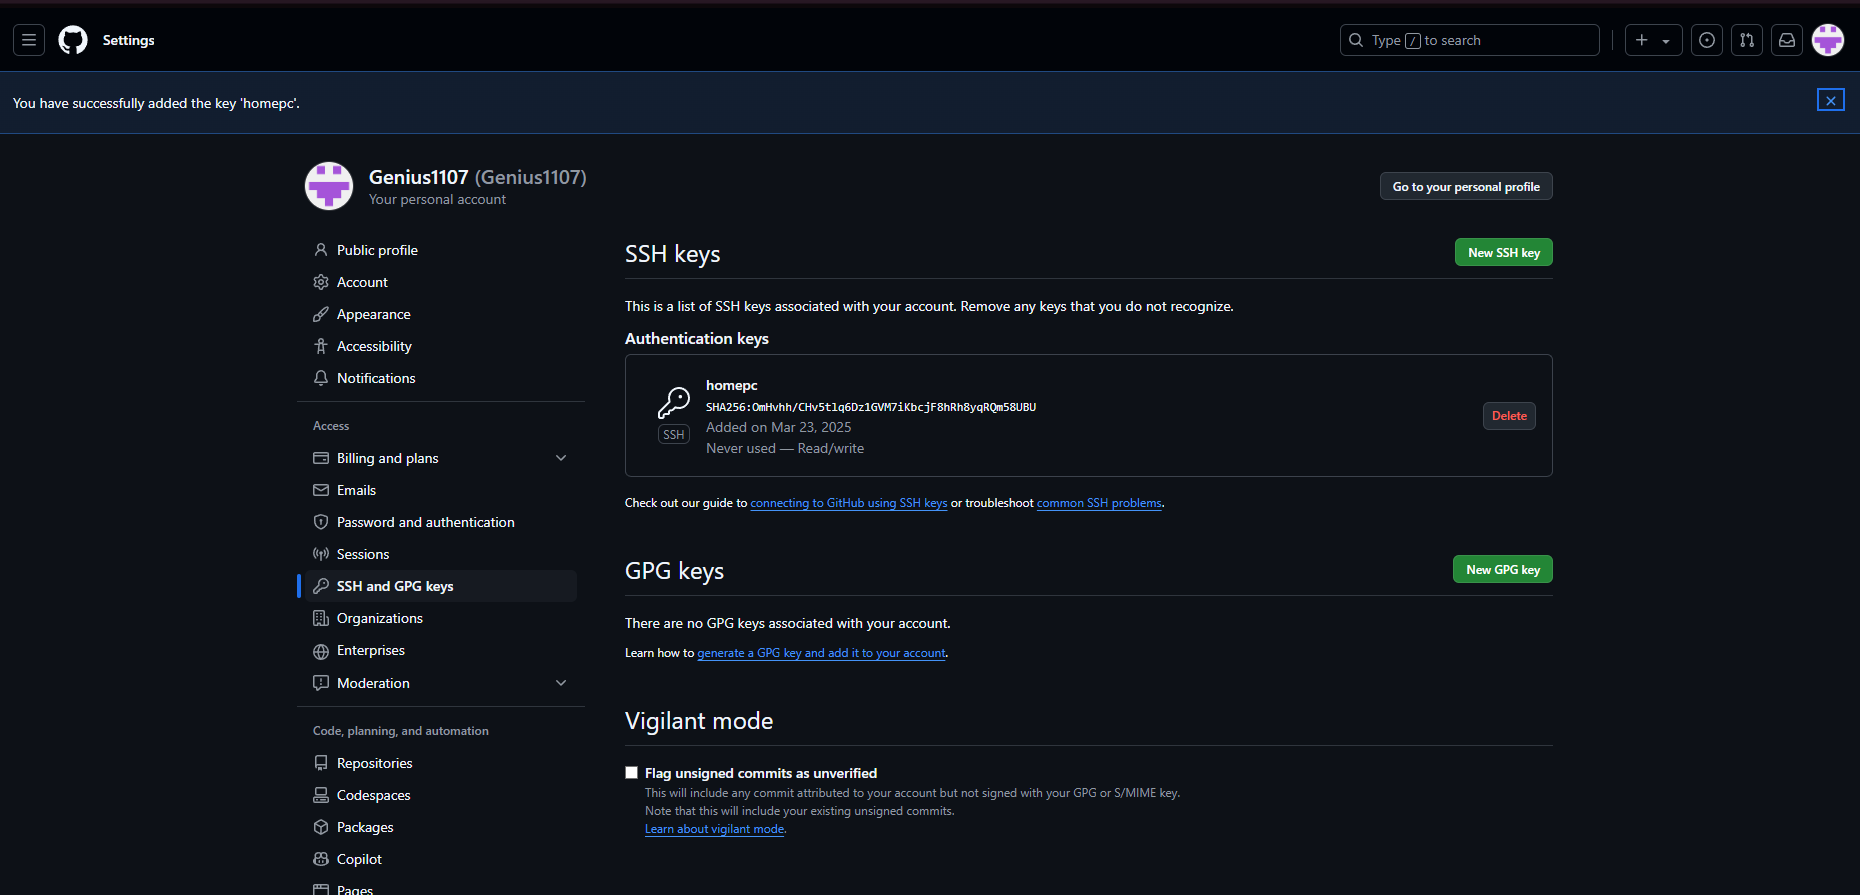 Settings
Type / to search
You have successfully added the key 'homepc'.
Genius1107 (Genius1107)
Your personal account
Go to your personal profile
Public profile
Account
Appearance
Accessibility
Notifications
Access
Billing and plans
Emails
Password and authentication
Sessions
SSH and GPG keys
Organizations
Enterprises
Moderation
Code, planning, and automation
Repositories
Codespaces
Packages
Copilot
Pages
SSH keys
New SSH key
This is a list of SSH keys associated with your account. Remove any keys that you do not recognize.
Authentication keys
homepc
SHA256:OmHvhh/CHv5tlq6Dz1GVM7iKbcjF8hRh8yqRQm58UBU
Added on Mar 23, 2025
Never used — Read/write
SSH
Delete
Check out our guide to connecting to GitHub using SSH keys or troubleshoot common SSH problems.
GPG keys
New GPG key
There are no GPG keys associated with your account.
Learn how to generate a GPG key and add it to your account.
Vigilant mode
Flag unsigned commits as unverified
This will include any commit attributed to your account but not signed with your GPG or S/MIME key.
Note that this will include your existing unsigned commits.
Learn about vigilant mode.